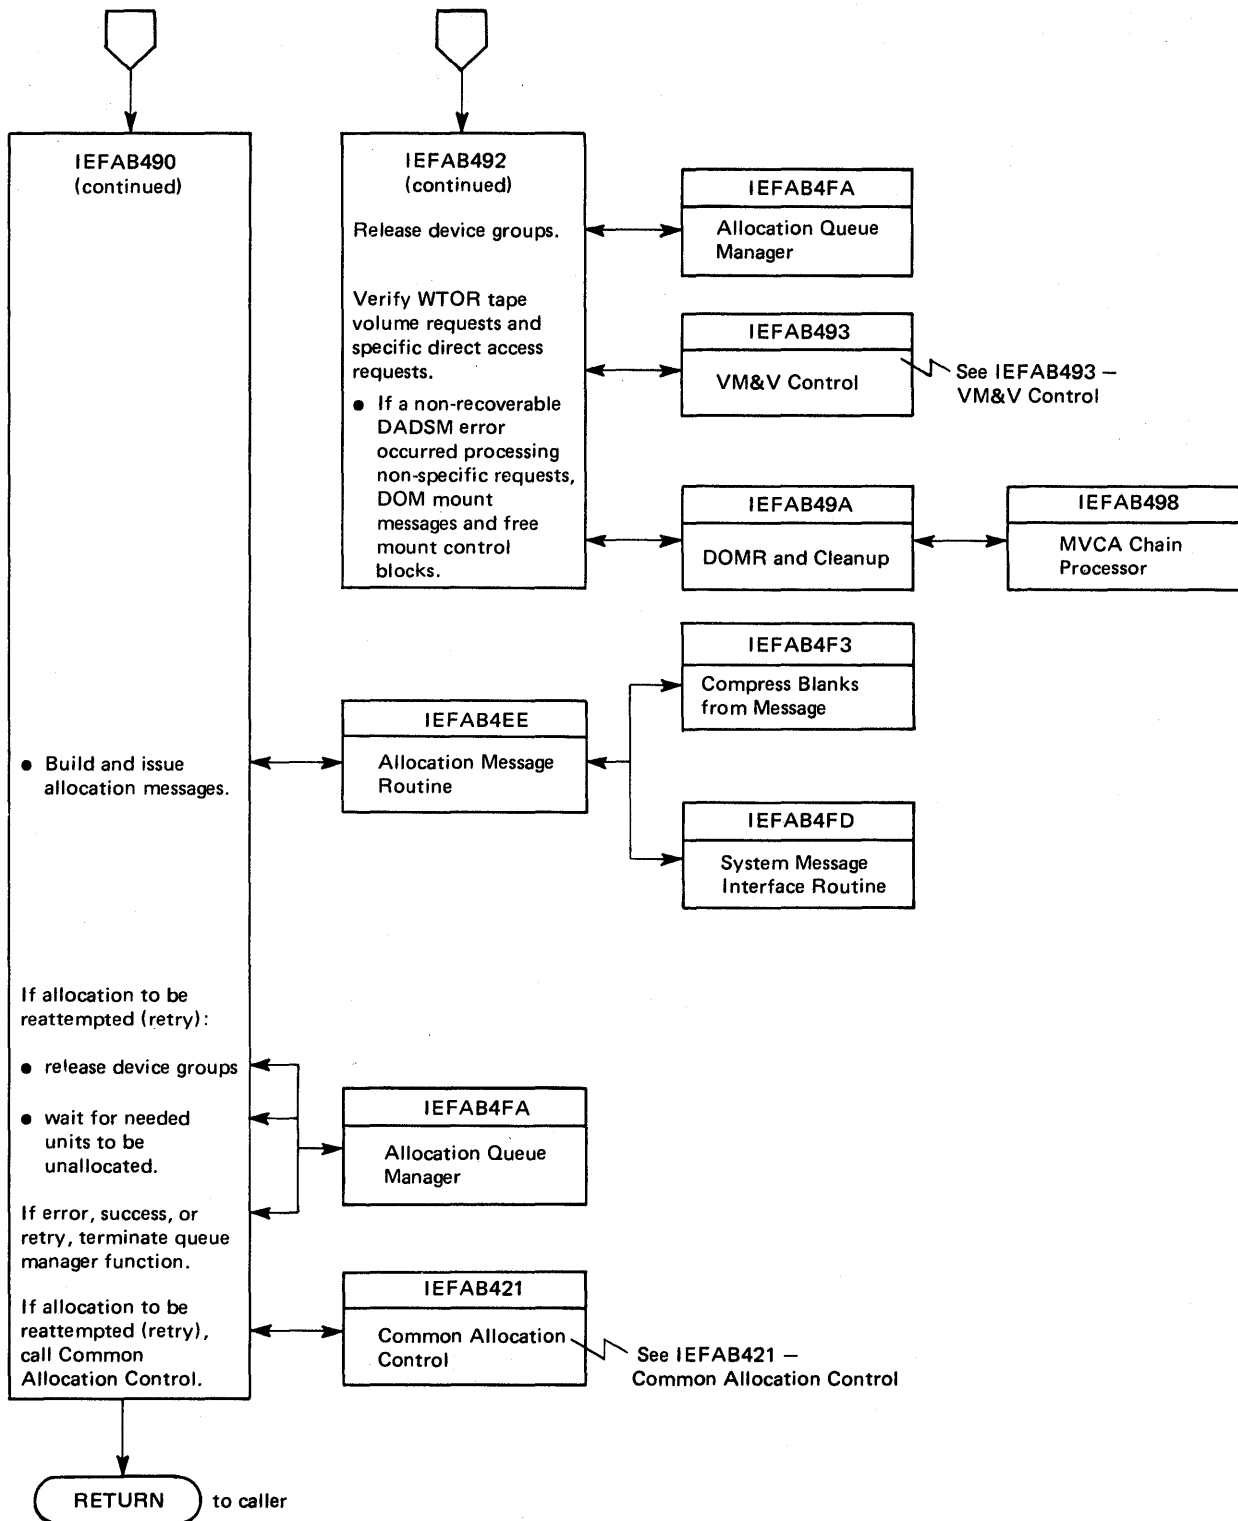 IEFAB490
(continued)
IEFAB492
(continued)
Release device groups.
IEFAB4FA
Allocation Queue
Manager
Verify WTOR tape
volume requests and
specific direct access
requests.
IEFAB493
VM&V Control
See IEFAB493 –
VM&V Control
● If a non-recoverable
DADSM error
occurred processing
non-specific requests,
DOM mount
messages and free
mount control
blocks.
IEFAB49A
DOMR and Cleanup
IEFAB498
MVCA Chain
Processor
IEFAB4F3
Compress Blanks
from Message
● Build and issue
allocation messages.
IEFAB4EE
Allocation Message
Routine
IEFAB4FD
System Message
Interface Routine
If allocation to be
reattempted (retry):
● release device groups
● wait for needed
units to be
unallocated.
IEFAB4FA
Allocation Queue
Manager
If error, success, or
retry, terminate queue
manager function.
If allocation to be
reattempted (retry),
call Common
Allocation Control.
IEFAB421
Common Allocation
Control
See IEFAB421 –
Common Allocation Control
RETURN
to caller